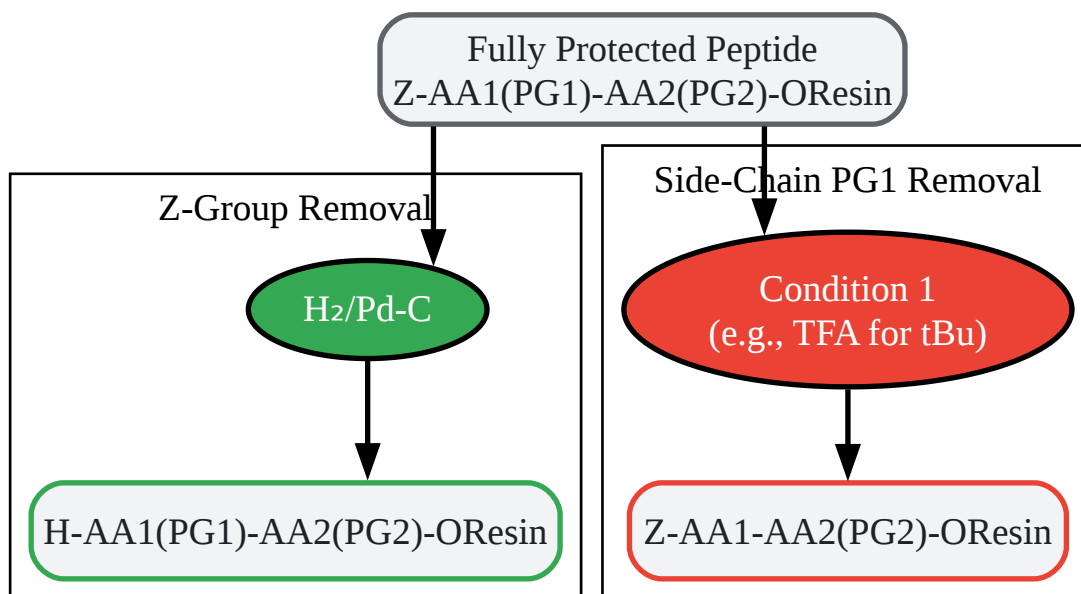 Fully Protected Peptide
Z-AA1(PG1)-AA2(PG2)-OResin
Z-Group Removal
H₂/Pd-C
H-AA1(PG1)-AA2(PG2)-OResin
Side-Chain PG1 Removal
Condition 1
(e.g., TFA for tBu)
Z-AA1-AA2(PG2)-OResin